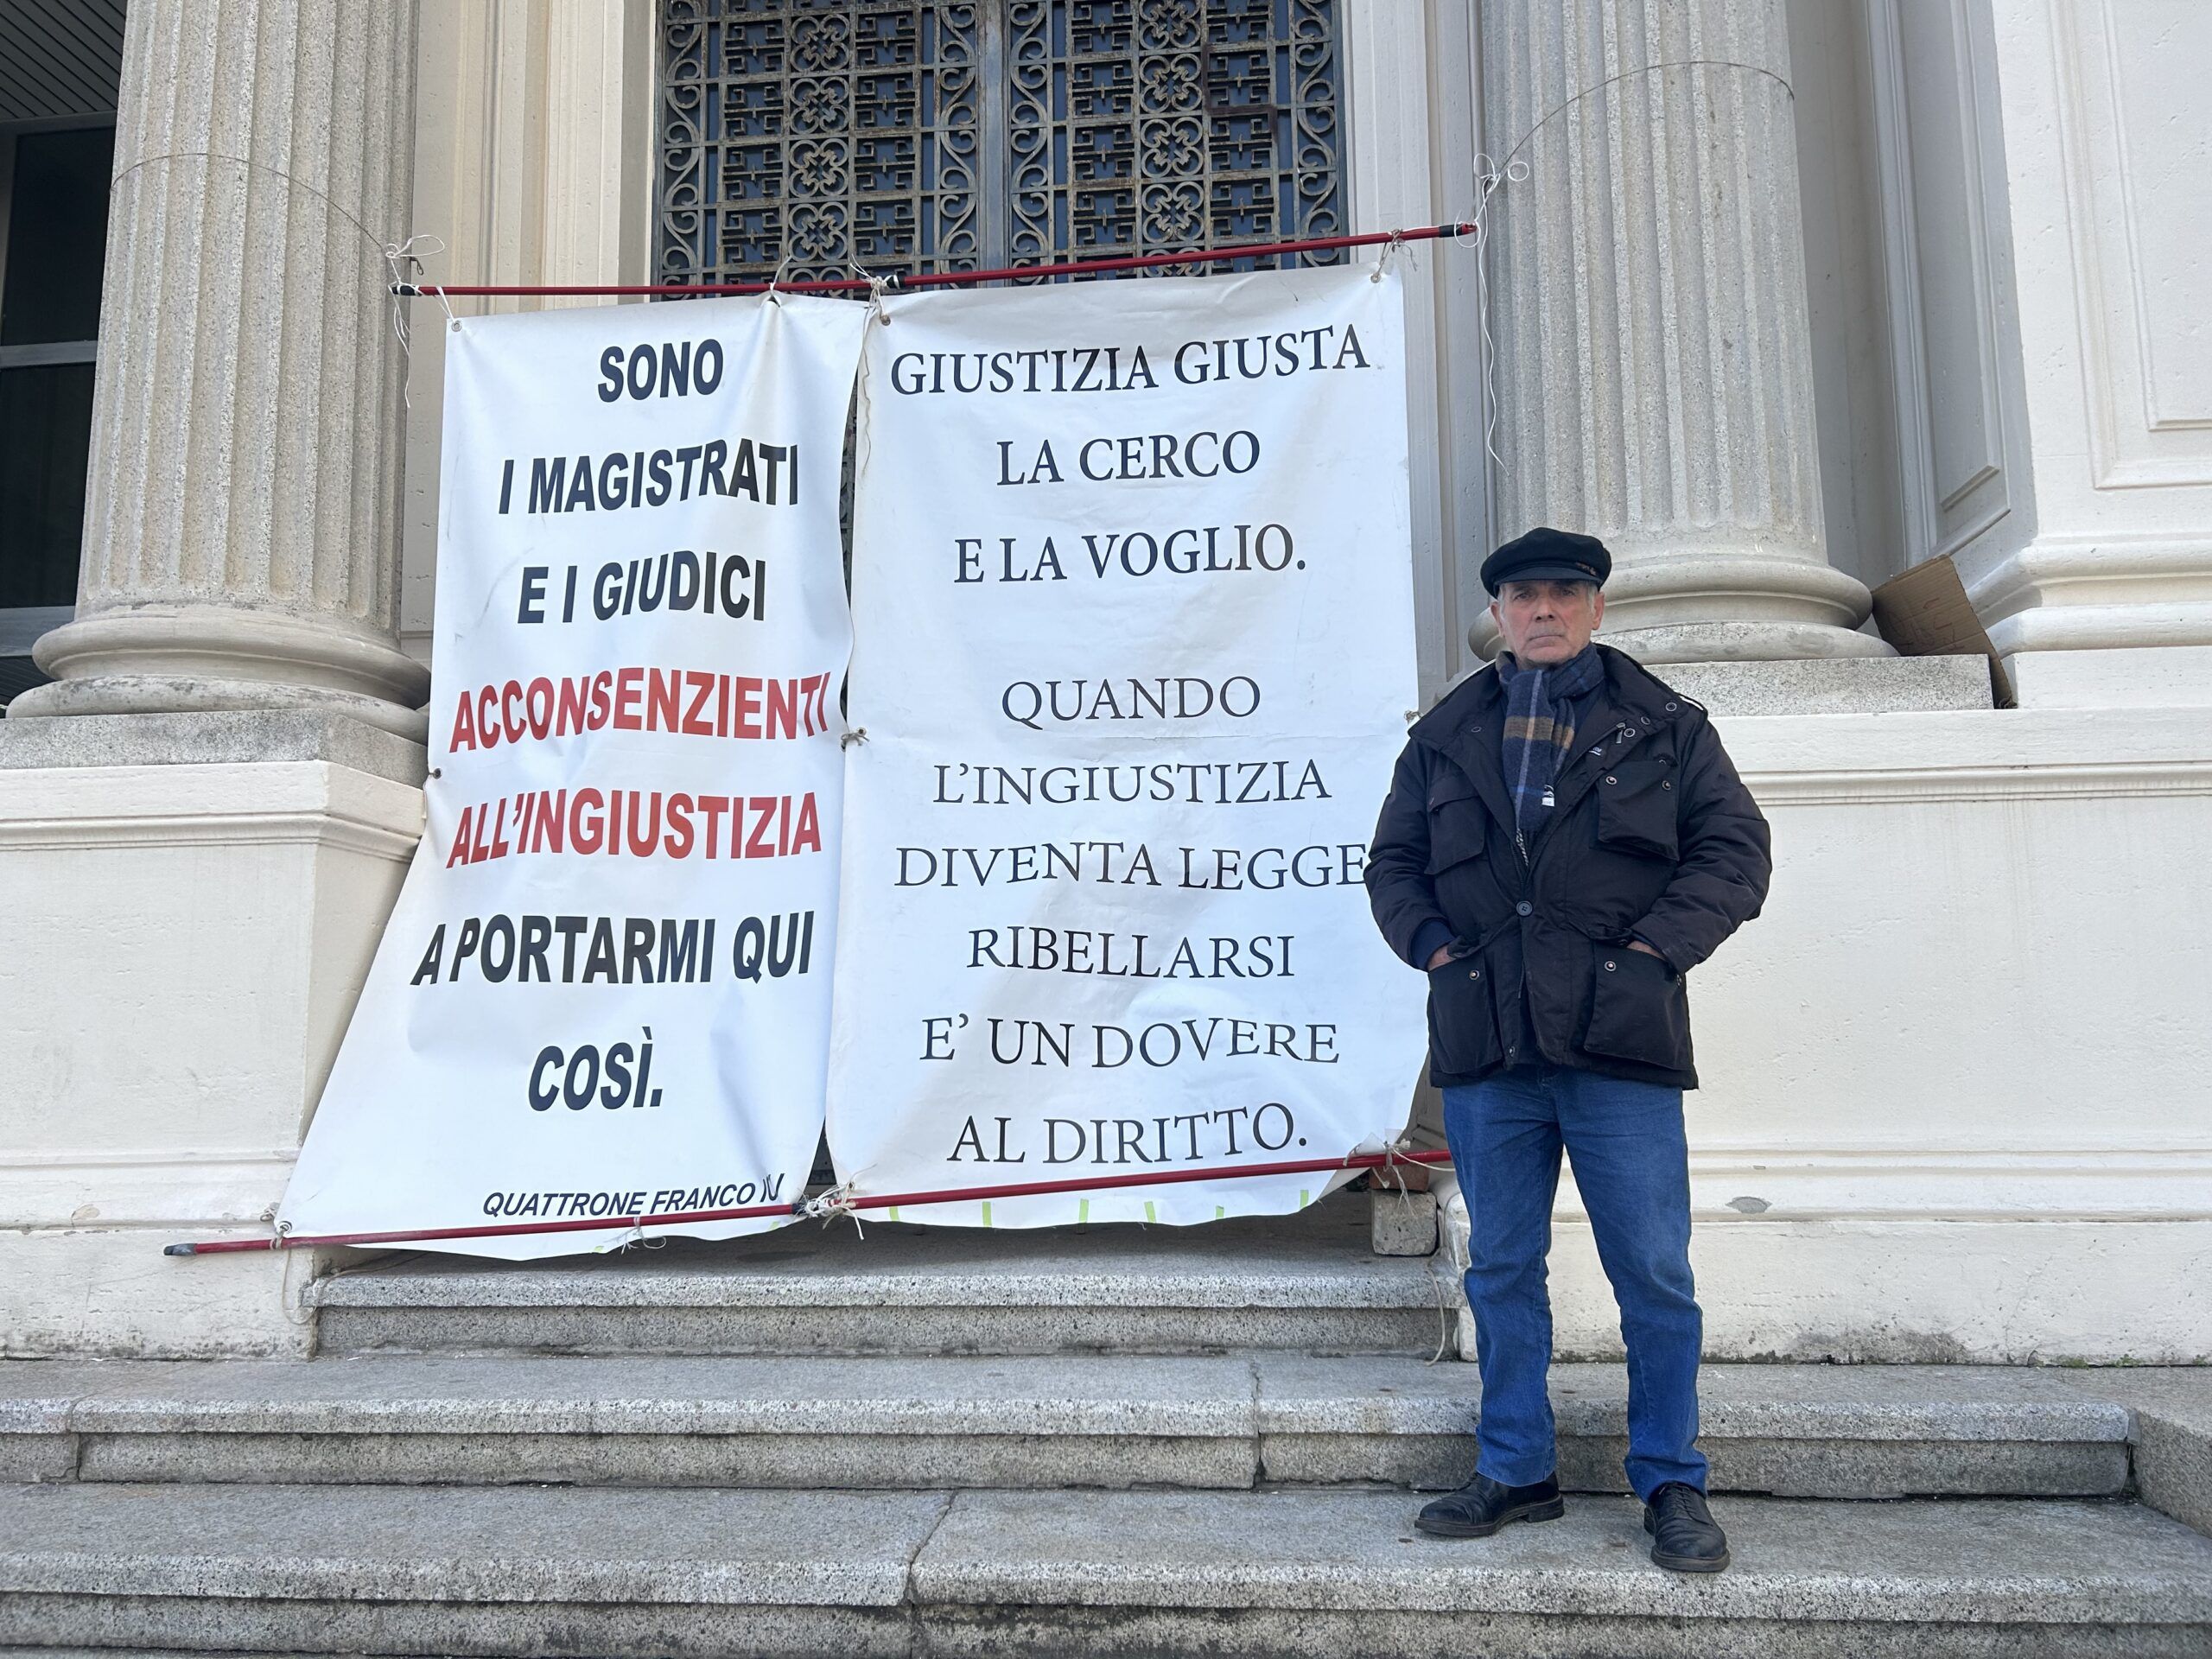 SONO
I MAGISTRATI
E I GIUDICI
ACCONSENZIENTI
ALL'INGIUSTIZIA
A PORTARMI QUI
COSÌ.
QUATTRONE FRANCO IV
GIUSTIZIA GIUSTA
LA CERCO
E LA VOGLIO.
QUANDO
L'INGIUSTIZIA
DIVENTA LEGGE
RIBELLARSI
E' UN DOVERE
AL DIRITTO.